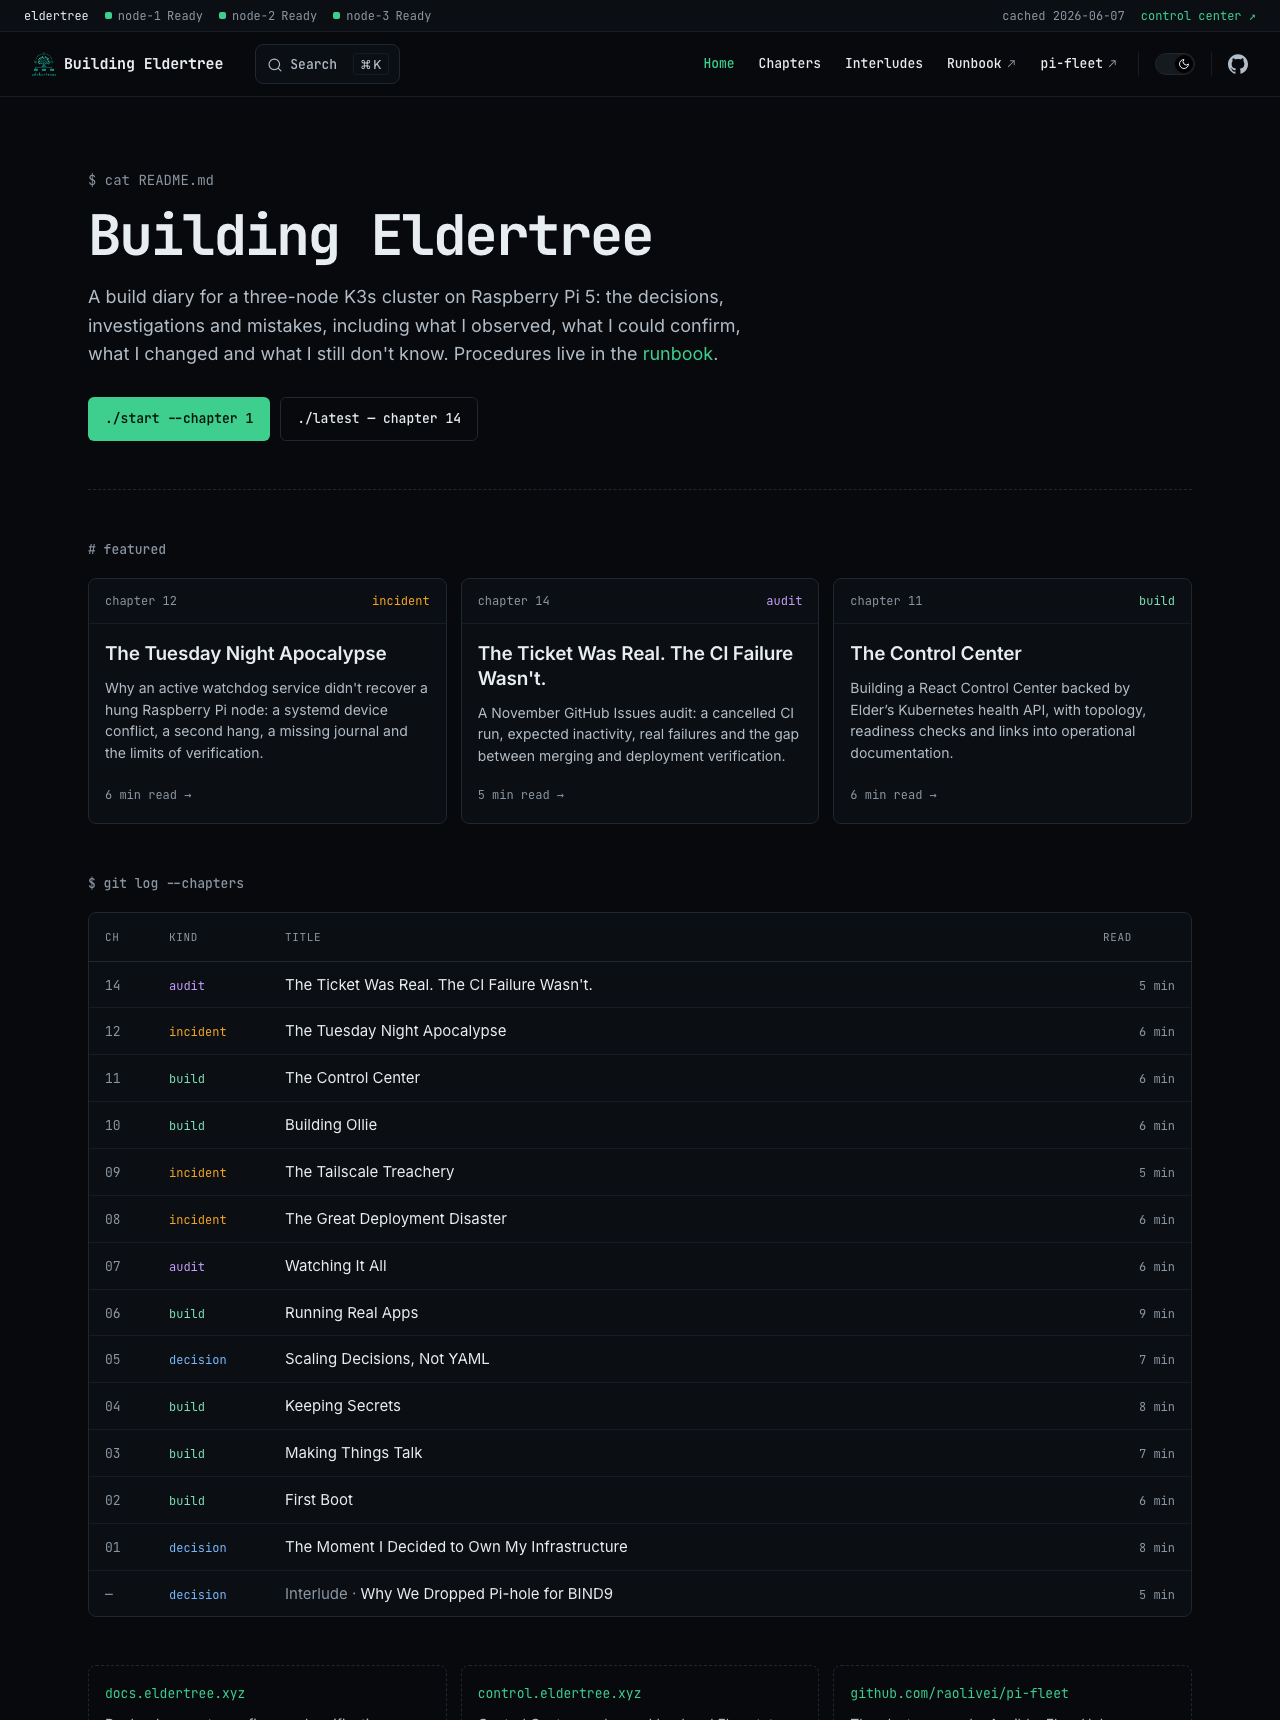 eldertree node-1 Ready node-2 Ready node-3 Ready cached 2026-06-07 control center ↗
Building Eldertree Search ⌘K Home Chapters Interludes Runbook ↗ pi-fleet ↗
$ cat README.md
Building Eldertree
A build diary for a three-node K3s cluster on Raspberry Pi 5: the decisions,
investigations and mistakes, including what I observed, what I could confirm,
what I changed and what I still don't know. Procedures live in the runbook.
./start --chapter 1 ./latest — chapter 14
# featured
chapter 12 incident
The Tuesday Night Apocalypse
Why an active watchdog service didn't recover a
hung Raspberry Pi node: a systemd device
conflict, a second hang, a missing journal and
the limits of verification.
6 min read →
chapter 14 audit
The Ticket Was Real. The CI Failure
Wasn't.
A November GitHub Issues audit: a cancelled CI
run, expected inactivity, real failures and the gap
between merging and deployment verification.
5 min read →
chapter 11 build
The Control Center
Building a React Control Center backed by
Elder’s Kubernetes health API, with topology,
readiness checks and links into operational
documentation.
6 min read →
$ git log --chapters
CH KIND TITLE READ
14 audit The Ticket Was Real. The CI Failure Wasn't. 5 min
12 incident The Tuesday Night Apocalypse 6 min
11 build The Control Center 6 min
10 build Building Ollie 6 min
09 incident The Tailscale Treachery 5 min
08 incident The Great Deployment Disaster 6 min
07 audit Watching It All 6 min
06 build Running Real Apps 9 min
05 decision Scaling Decisions, Not YAML 7 min
04 build Keeping Secrets 8 min
03 build Making Things Talk 7 min
02 build First Boot 6 min
01 decision The Moment I Decided to Own My Infrastructure 8 min
— decision Interlude · Why We Dropped Pi-hole for BIND9 5 min
docs.eldertree.xyz control.eldertree.xyz github.com/raolivei/pi-fleet